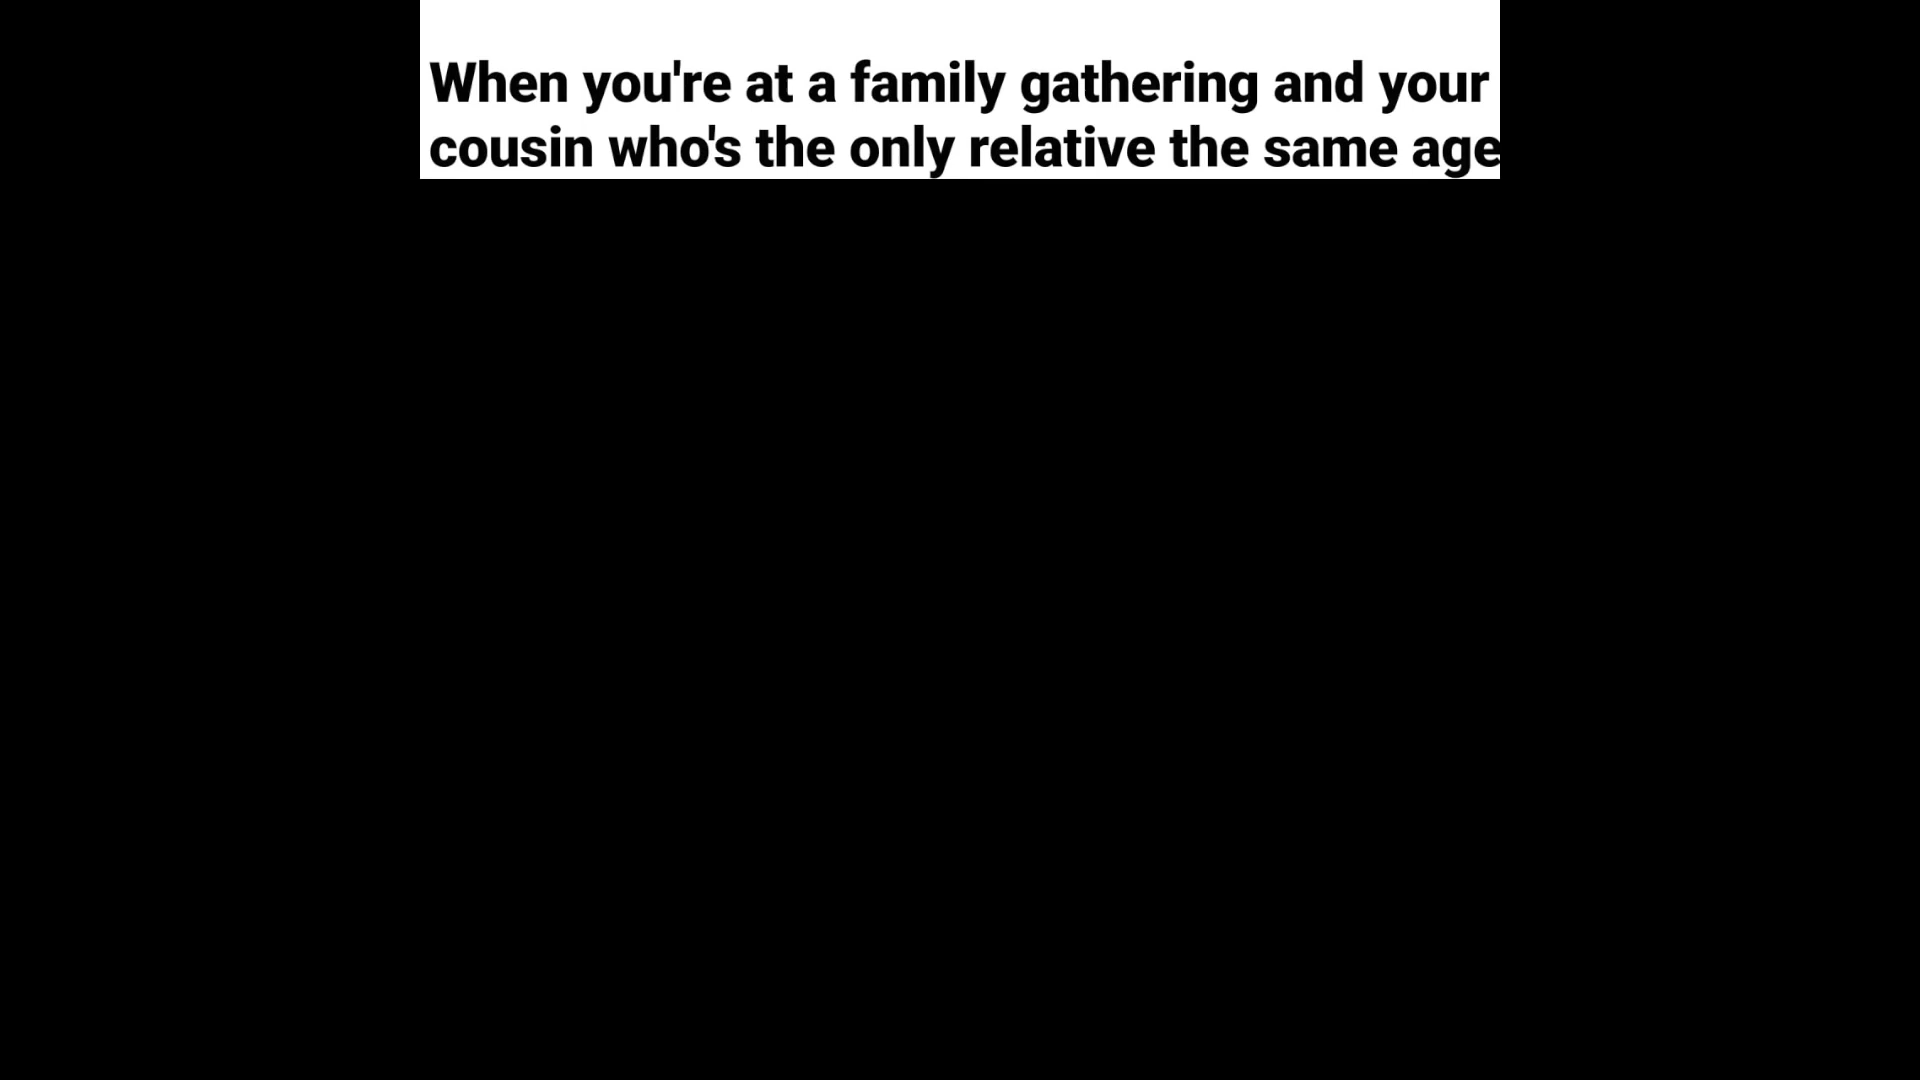 When you're at a family gathering and your
cousin who's the only relative the same age